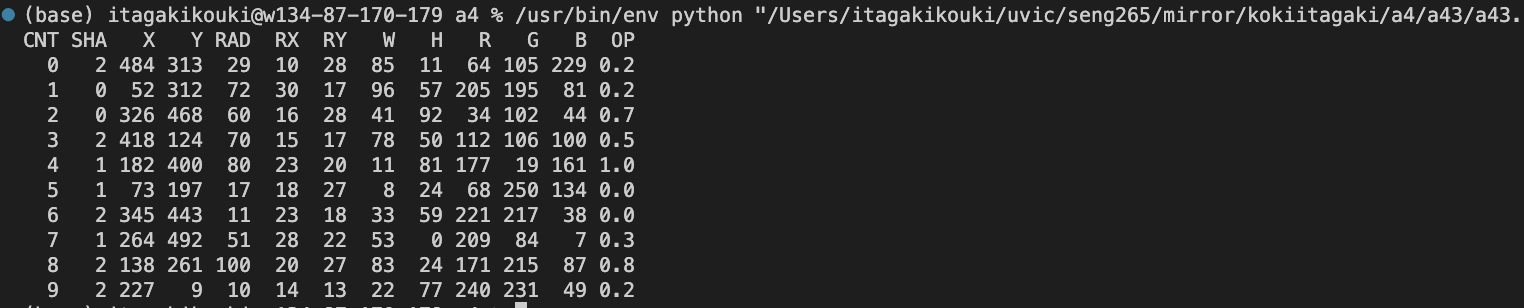 (base) itagakikouki@w134-87-170-179 a4 % /usr/bin/env python "/Users/itagakikouki/uvic/seng265/mirror/kokiitagaki/a4/a43/a43.
CNT SHA X Y RAD RX RY W H R G B OP
0 2 484 313 29 10 28 85 11 64 105 229 0.2
1 0 52 312 72 30 17 96 57 205 195 81 0.2
2 0 326 468 60 16 28 41 92 34 102 44 0.7
3 2 418 124 70 15 17 78 50 112 106 100 0.5
4 1 182 400 80 23 20 11 81 177 19 161 1.0
5 1 73 197 17 18 27 8 24 68 250 134 0.0
6 2 345 443 11 23 18 33 59 221 217 38 0.0
7 1 264 492 51 28 22 53 0 209 84 7 0.3
8 2 138 261 100 20 27 83 24 171 215 87 0.8
9 2 227 9 10 14 13 22 77 240 231 49 0.2